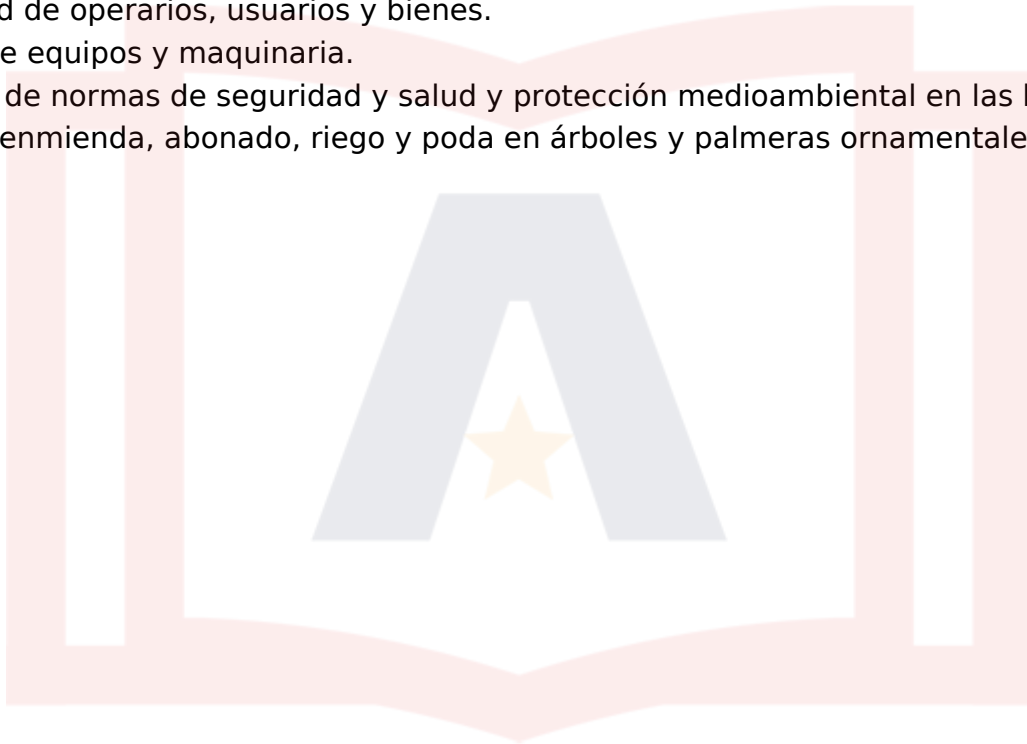 d de operarios, usuarios y bienes.
e equipos y maquinaria.
de normas de seguridad y salud y protección medioambiental en las
enmienda, abonado, riego y poda en árboles y palmeras ornamentale